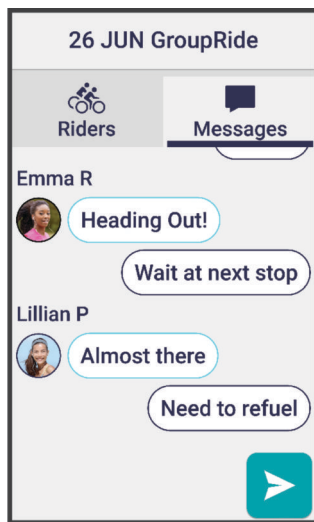 26 JUN GroupRide
Riders
Messages
Emma R
Heading Out!
Wait at next stop
Lillian P
Almost there
Need to refuel